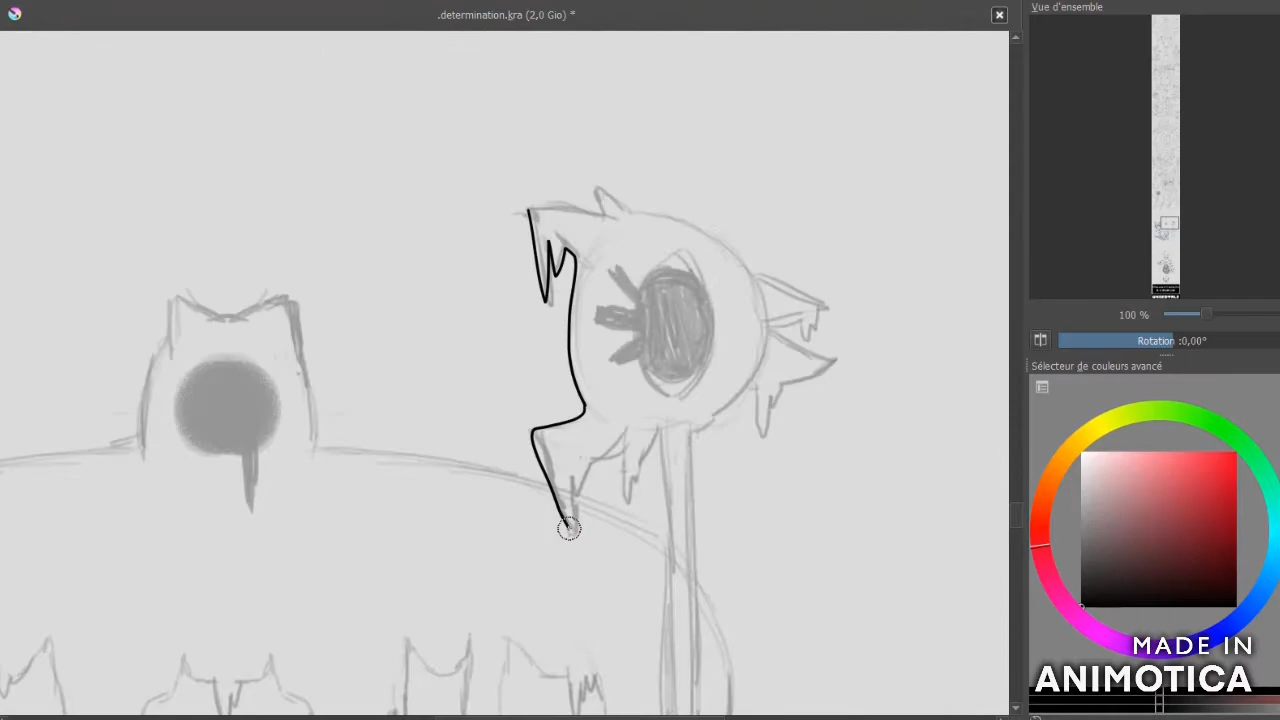 .determination.kra (2,0 Gio) *
Vue d'ensemble
100 %
Rotation :0,00°
Sélecteur de couleurs avancé
MADE IN
ANIMOTICA